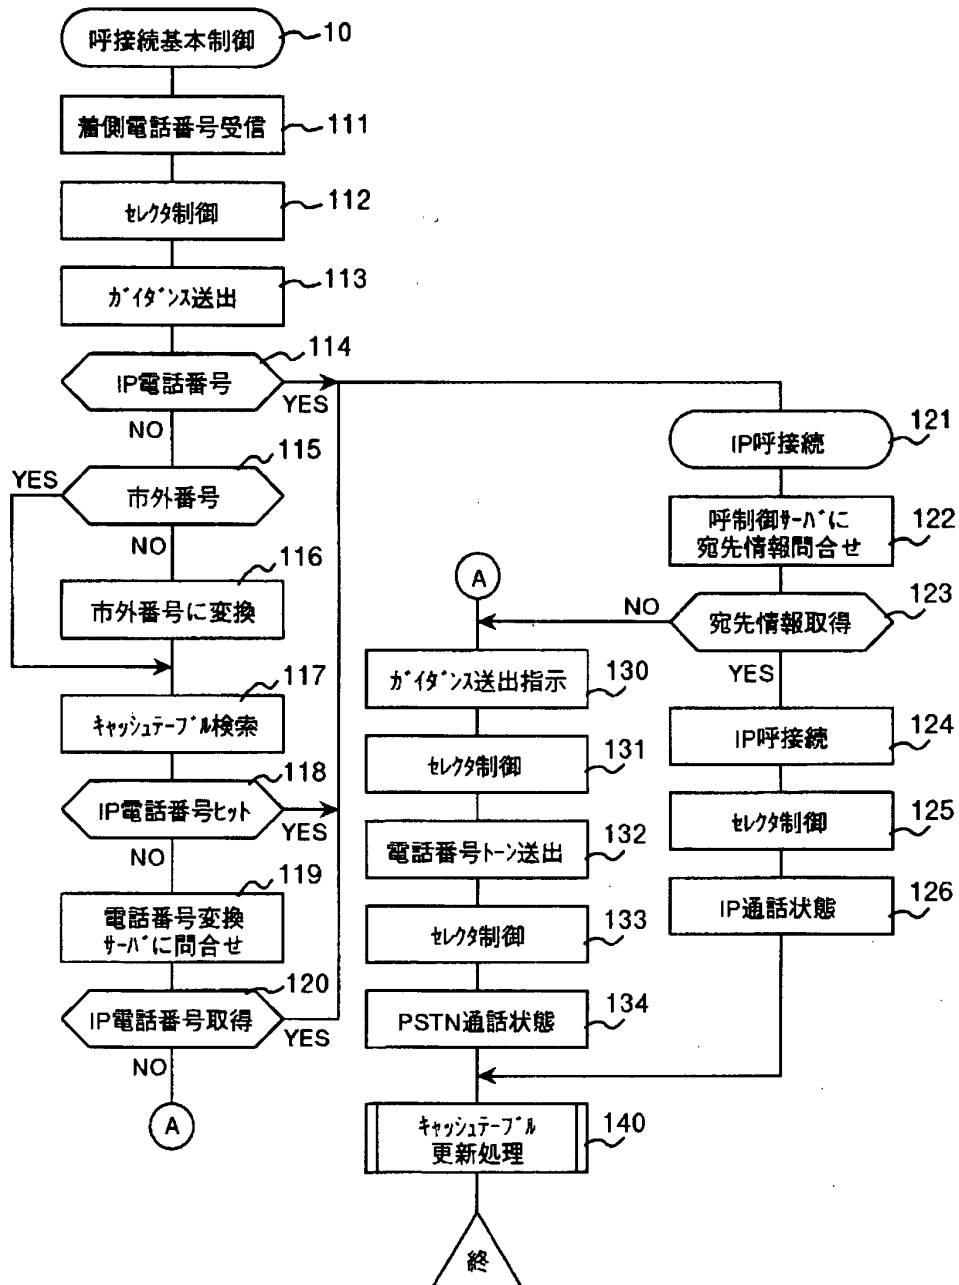 呼接続基本制御
10
着側電話番号受信
111
セレクタ制御
112
ガイダンス送出
113
IP電話番号
114
YES
NO
市外番号
115
YES
NO
市外番号に変換
116
キャッシュテーブル検索
117
IP電話番号ヒット
118
YES
NO
電話番号変換
サーバに問合せ
119
IP電話番号取得
120
YES
NO
A
IP呼接続
121
呼制御サーバに
宛先情報問合せ
122
宛先情報取得
123
NO
YES
IP呼接続
124
セレクタ制御
125
IP通話状態
126
A
ガイダンス送出指示
130
セレクタ制御
131
電話番号トーン送出
132
セレクタ制御
133
PSTN通話状態
134
キャッシュテーブル
更新処理
140
終